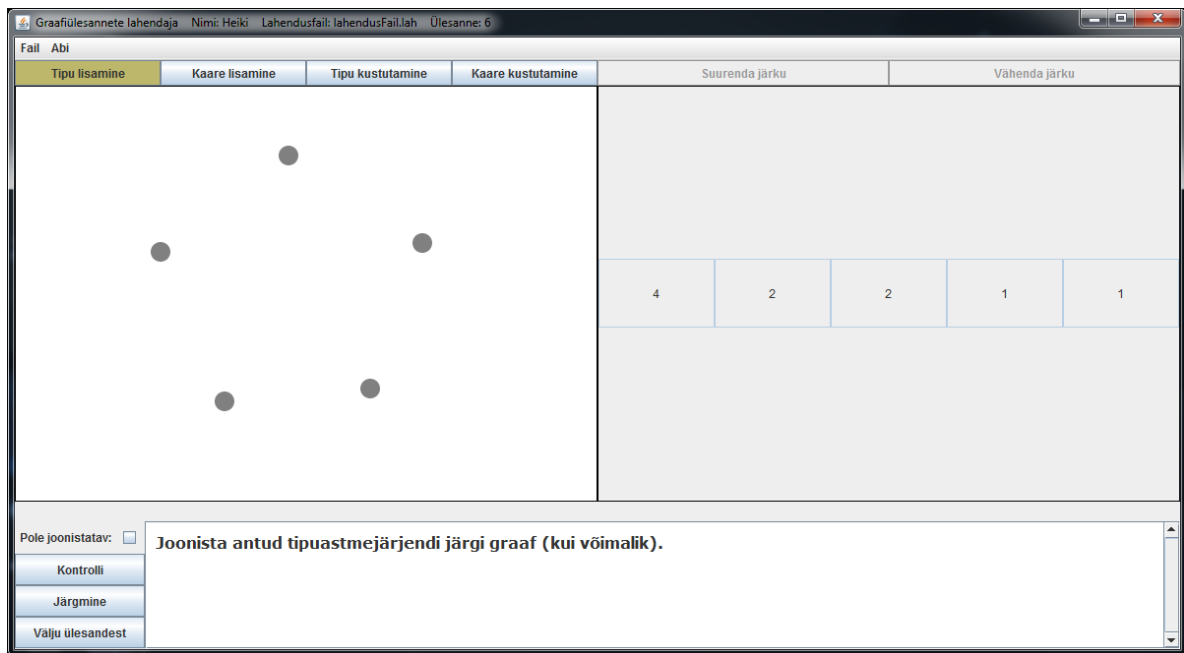 Graafiülesannete lahendaja Nimi: Heiki Lahendusfail: lahendusFail.lah Ülesanne: 6
Fail Abi
Tipu lisamine Kaare lisamine Tipu kustutamine Kaare kustutamine Suurenda järku Vähenda järku
4 2 2 1 1
Pole joonistatav:
Joonista antud tipuastmejärjendi järgi graaf (kui võimalik).
Kontrolli
Järgmine
Välju ülesandest